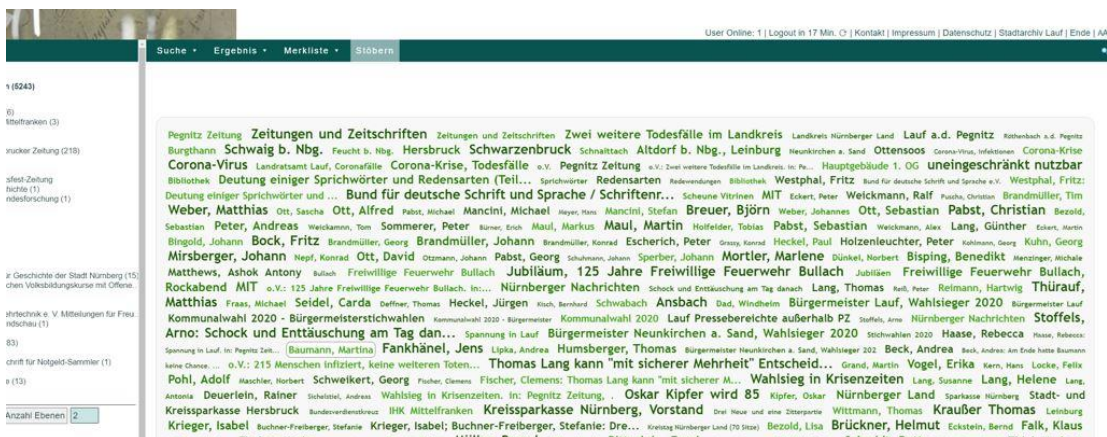 User Online: 1 | Logout in 17 Min. | Kontakt | Impressum | Datenschutz | Stadtarchiv Lauf | Ende | AA
Suche Ergebnis Merkliste Stöbern
(5243)
6)
ittelfranken (3)
rucker Zeitung (218)
sfest-Zeitung
hichte (1)
ndesforschung (1)
ür Geschichte der Stadt Nürnberg (15)
chen Volksbildungskurse mit Offene.
ehrtechnik e. V. Mitteilungen für Freu.
ndschau (1)
83)
chrift für Notgeld-Sammler (1)
e (13)
Anzahl Ebenen 2
Pegnitz Zeitung Zeitungen und Zeitschriften Zeitungen und Zeitschriften Zwei weitere Todesfälle im Landkreis Landkreis Nürnberger Land Lauf a.d. Pegnitz Röthenbach a.d. Pegnitz
Burgthann Schwaig b. Nbg. Feucht b. Nbg. Hersbruck Schwarzenbruck Schnaittach Altdorf b. Nbg., Leinburg Neunkirchen a. Sand Ottensoos Corona-Virus, Infektionen Corona-Krise
Corona-Virus Landratsamt Lauf, Coronafälle Corona-Krise, Todesfälle o.V. Pegnitz Zeitung o.V.: Zwei weitere Todesfälle im Landkreis. In: Pe... Hauptgebäude 1. OG uneingeschränkt nutzbar
Bibliothek Deutung einiger Sprichwörter und Redensarten (Teil... Sprichwörter Redensarten Redewendungen Bibliothek Westphal, Fritz Bund für deutsche Schrift und Sprache e.V. Westphal, Fritz:
Deutung einiger Sprichwörter und ... Bund für deutsche Schrift und Sprache / Schriftenr... Scheune Vitrinen MIT Eckert, Peter Weickmann, Ralf Puscha, Christian Brandmüller, Tim
Weber, Matthias Ott, Sascha Ott, Alfred Pabst, Michael Mancini, Michael Meyer, Hans Mancini, Stefan Breuer, Björn Weber, Johannes Ott, Sebastian Pabst, Christian Bezold,
Sebastian Peter, Andreas Weickamnn, Tom Sommerer, Peter Bürner, Erich Maul, Markus Maul, Martin Holfelder, Tobias Pabst, Sebastian Weickmann, Alex Lang, Günther Eckert, Martin
Bingold, Johann Bock, Fritz Brandmüller, Georg Brandmüller, Johann Brandmüller, Konrad Escherich, Peter Grassy, Konrad Heckel, Paul Holzenleuchter, Peter Kohlmann, Georg Kuhn, Georg
Mirsberger, Johann Nepf, Konrad Ott, David Otzmann, Johann Pabst, Georg Schuhmann, Johann Sperber, Johann Mortler, Marlene Dünkel, Norbert Bisping, Benedikt Menzinger, Michale
Matthews, Ashok Antony Bullach Freiwillige Feuerwehr Bullach Jubiläum, 125 Jahre Freiwillige Feuerwehr Bullach Jubiläen Freiwillige Feuerwehr Bullach,
Rockabend MIT o.V.: 125 Jahre Freiwillige Feuerwehr Bullach. In:... Nürnberger Nachrichten Schock und Enttäuschung am Tag danach Lang, Thomas Reiß, Peter Reimann, Hartwig Thürauf,
Matthias Fraas, Michael Seidel, Carda Deffner, Thomas Heckel, Jürgen Kisch, Bernhard Schwabach Ansbach Dad, Windheim Bürgermeister Lauf, Wahlsieger 2020 Bürgermeister Lauf
Kommunalwahl 2020 - Bürgermeisterstichwahlen Kommunalwahl 2020 - Bürgermeister Kommunalwahl 2020 Lauf Presseberichte außerhalb PZ Stoffels, Arno Nürnberger Nachrichten Stoffels,
Arno: Schock und Enttäuschung am Tag dan... Spannung in Lauf Bürgermeister Neunkirchen a. Sand, Wahlsieger 2020 Stichwahlen 2020 Haase, Rebecca Haase, Rebecca:
Spannung in Lauf. In: Pegnitz Zeit... Baumann, Martina Fankhänel, Jens Lipka, Andrea Humsberger, Thomas Bürgermeister Neunkirchen a. Sand, Wahlsieger 202 Beck, Andrea Beck, Andrea: Am Ende hatte Baumann
keine Chance. ... o.V.: 215 Menschen infiziert, keine weiteren Toten... Thomas Lang kann "mit sicherer Mehrheit" Entscheid... Grand, Martin Vogel, Erika Kern, Hans Locke, Felix
Pohl, Adolf Maschler, Norbert Schweikert, Georg Fischer, Clemens Fischer, Clemens: Thomas Lang kann "mit sicherer M... Wahlsieg in Krisenzeiten Lang, Susanne Lang, Helene Lang,
Antonia Deuerlein, Rainer Sichelstiel, Andreas Wahlsieg in Krisenzeiten. In: Pegnitz Zeitung, . Oskar Kipfer wird 85 Kipfer, Oskar Nürnberger Land Sparkasse Nürnberg Stadt- und
Kreissparkasse Hersbruck Bundesverdienstkreuz IHK Mittelfranken Kreissparkasse Nürnberg, Vorstand Drei Neue und eine Zitterpartie Wittmann, Thomas Kraußer Thomas Leinburg
Krieger, Isabel Buchner-Freiberger, Stefanie Krieger, Isabel; Buchner-Freiberger, Stefanie: Dre... Kreistag Nürnberger Land (70 Sitze) Bezold, Lisa Brückner, Helmut Eckstein, Bernd Falk, Klaus